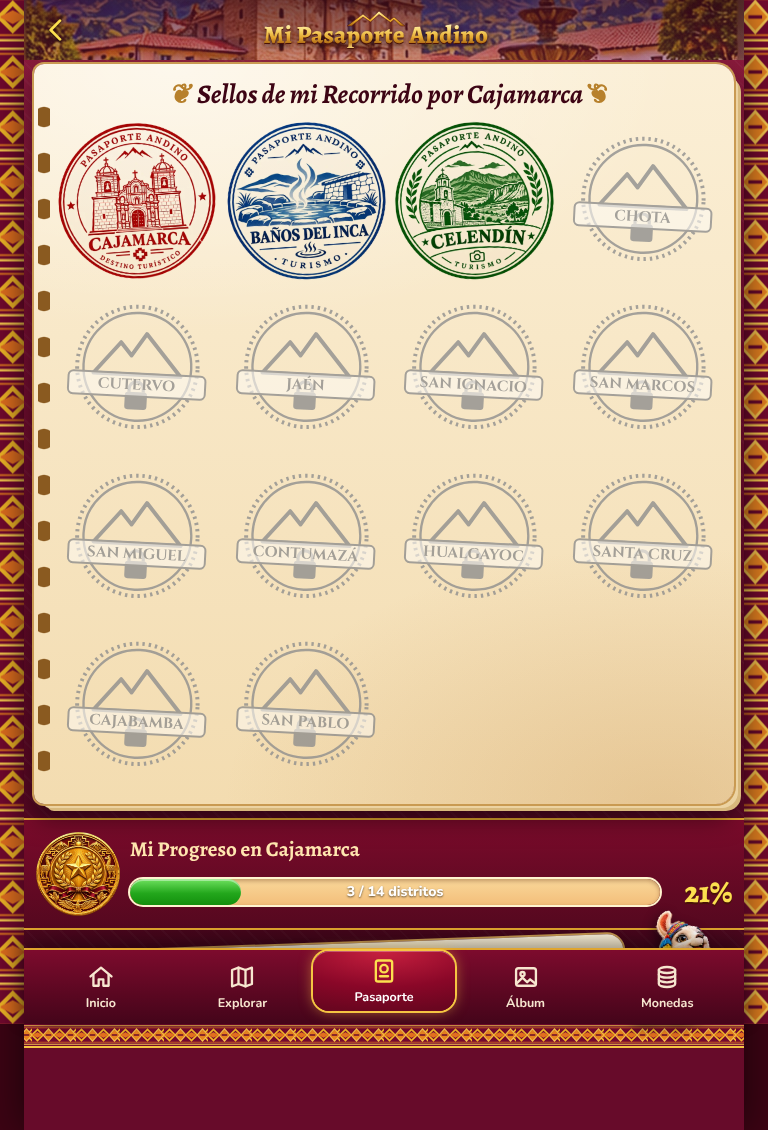 Mi Pasaporte Andino
Sellos de mi Recorrido por Cajamarca
PASAPORTE ANDINO
CAJAMARCA
DESTINO TURÍSTICO
PASAPORTE ANDINO
BAÑOS DEL INCA
· TURISMO ·
PASAPORTE ANDINO
CELENDÍN
TURISMO
CHOTA
CUTERVO
JAÉN
SAN IGNACIO
SAN MARCOS
SAN MIGUEL
CONTUMAZÁ
HUALGAYOC
SANTA CRUZ
CAJABAMBA
SAN PABLO
Mi Progreso en Cajamarca
3 / 14 distritos
21%
Inicio
Explorar
Pasaporte
Álbum
Monedas